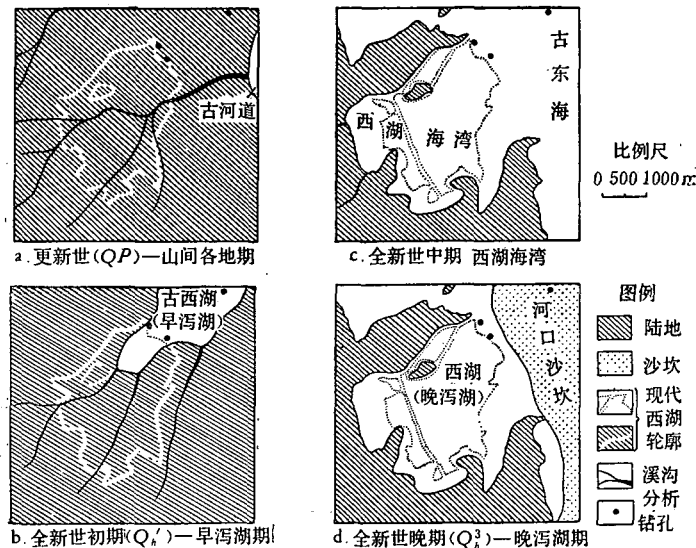 古河道
a.更新世(QP)—山间各地期
古东海
西湖海湾
c.全新世中期 西湖海湾
比例尺
0 500 1000 m
古西湖
(早泻湖)
b.全新世初期(Qh′)—早泻湖期
河口沙坎
西湖
(晚泻湖)
d.全新世晚期(Q³h)—晚泻湖期
图例
陆地
沙坎
现代西湖轮廓
溪沟
分析钻孔